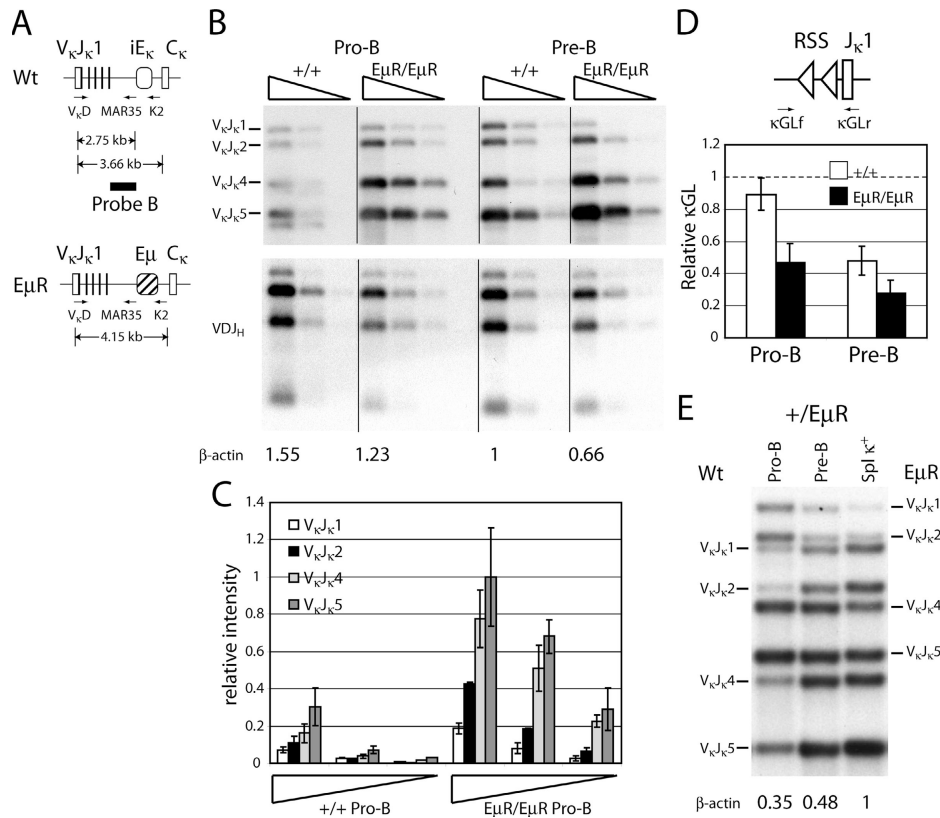 A
VκJκ1 iEκ Cκ
Wt
VκD MAR35 K2
2.75 kb
3.66 kb
Probe B
VκJκ1 Eμ Cκ
EμR
VκD MAR35 K2
4.15 kb
B
Pro-B Pre-B
+/+ EμR/EμR +/+ EμR/EμR
VκJκ1
VκJκ2
VκJκ4
VκJκ5
VDJH
β-actin 1.55 1.23 1 0.66
C
relative intensity
1.4
1.2
1
0.8
0.6
0.4
0.2
0
VκJκ1
VκJκ2
VκJκ4
VκJκ5
+/+ Pro-B EμR/EμR Pro-B
D
RSS Jκ1
κGLf κGLr
Relative κGL
1.2
1
0.8
0.6
0.4
0.2
0
+/+
EμR/EμR
Pro-B Pre-B
E
+/EμR
Wt Pro-B Pre-B Spl κ+ EμR
VκJκ1
VκJκ2
VκJκ1
VκJκ2
VκJκ4
VκJκ5
VκJκ4
VκJκ5
β-actin 0.35 0.48 1